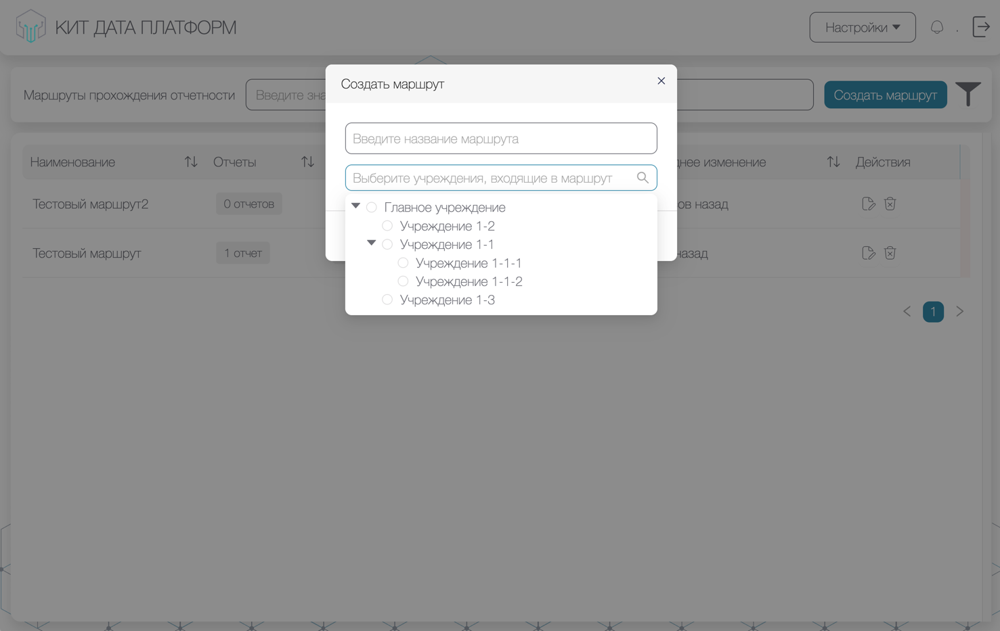 КИТ ДАТА ПЛАТФОРМ
Настройки
Создать маршрут
Маршруты прохождения отчетности
Введите зна
Создать маршрут
Введите название маршрута
Наименование
Отчеты
нее изменение
Действия
Выберите учреждения, входящие в маршрут
Тестовый маршрут2
0 отчетов
ов назад
Главное учреждение
Учреждение 1-2
Учреждение 1-1
Тестовый маршрут
1 отчет
назад
Учреждение 1-1-1
Учреждение 1-1-2
Учреждение 1-3
1